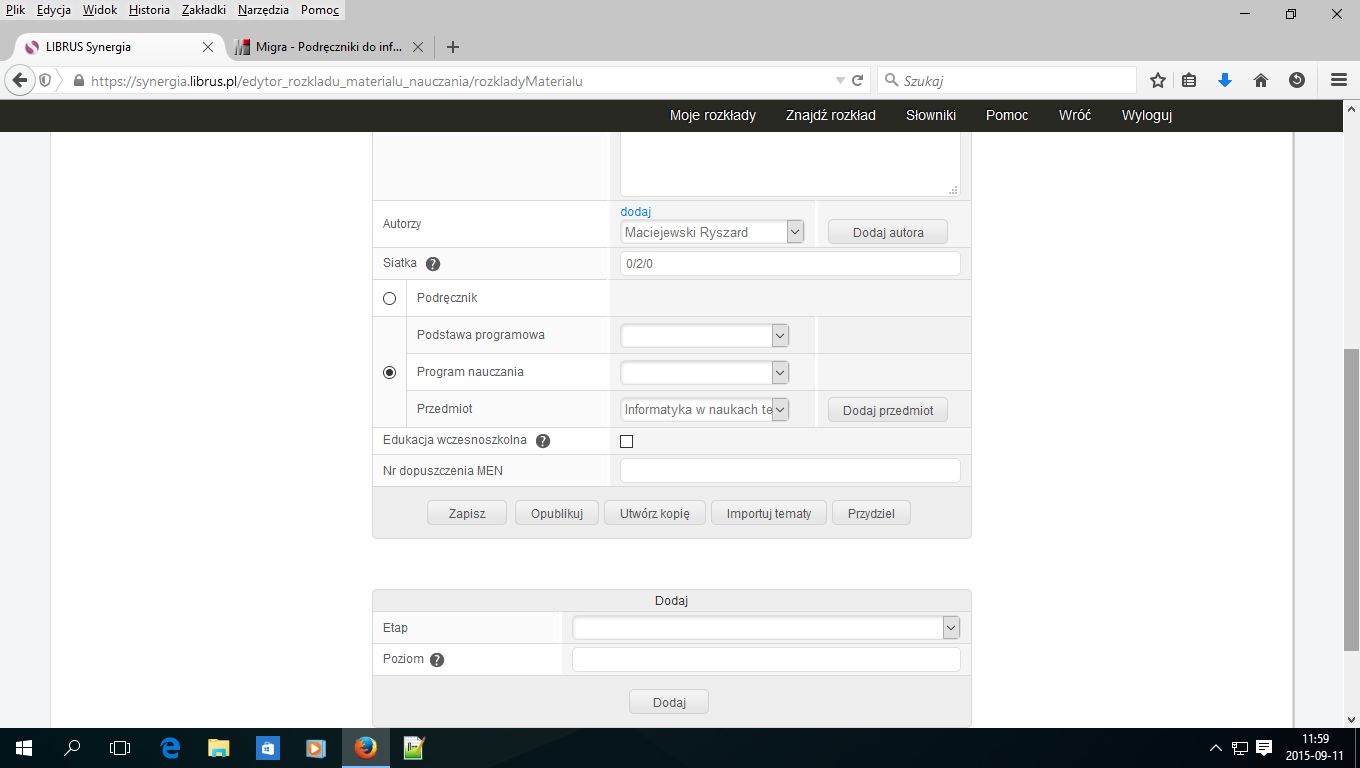 Plik Edycja Widok Historia Zakładki Narzędzia Pomoc
LIBRUS Synergia
Migra - Podręczniki do inf...
https://synergia.librus.pl/edytor_rozkladu_materialu_nauczania/rozkladyMaterialu
Szukaj
Moje rozkłady Znajdź rozkład Słowniki Pomoc Wróć Wyloguj
dodaj
Autorzy Maciejewski Ryszard Dodaj autora
Siatka ? 0/2/0
Podręcznik
Podstawa programowa
Program nauczania
Przedmiot Informatyka w naukach te Dodaj przedmiot
Edukacja wczesnoszkolna ?
Nr dopuszczenia MEN
Zapisz Opublikuj Utwórz kopię Importuj tematy Przydziel
Dodaj
Etap
Poziom ?
Dodaj
11:59
2015-09-11